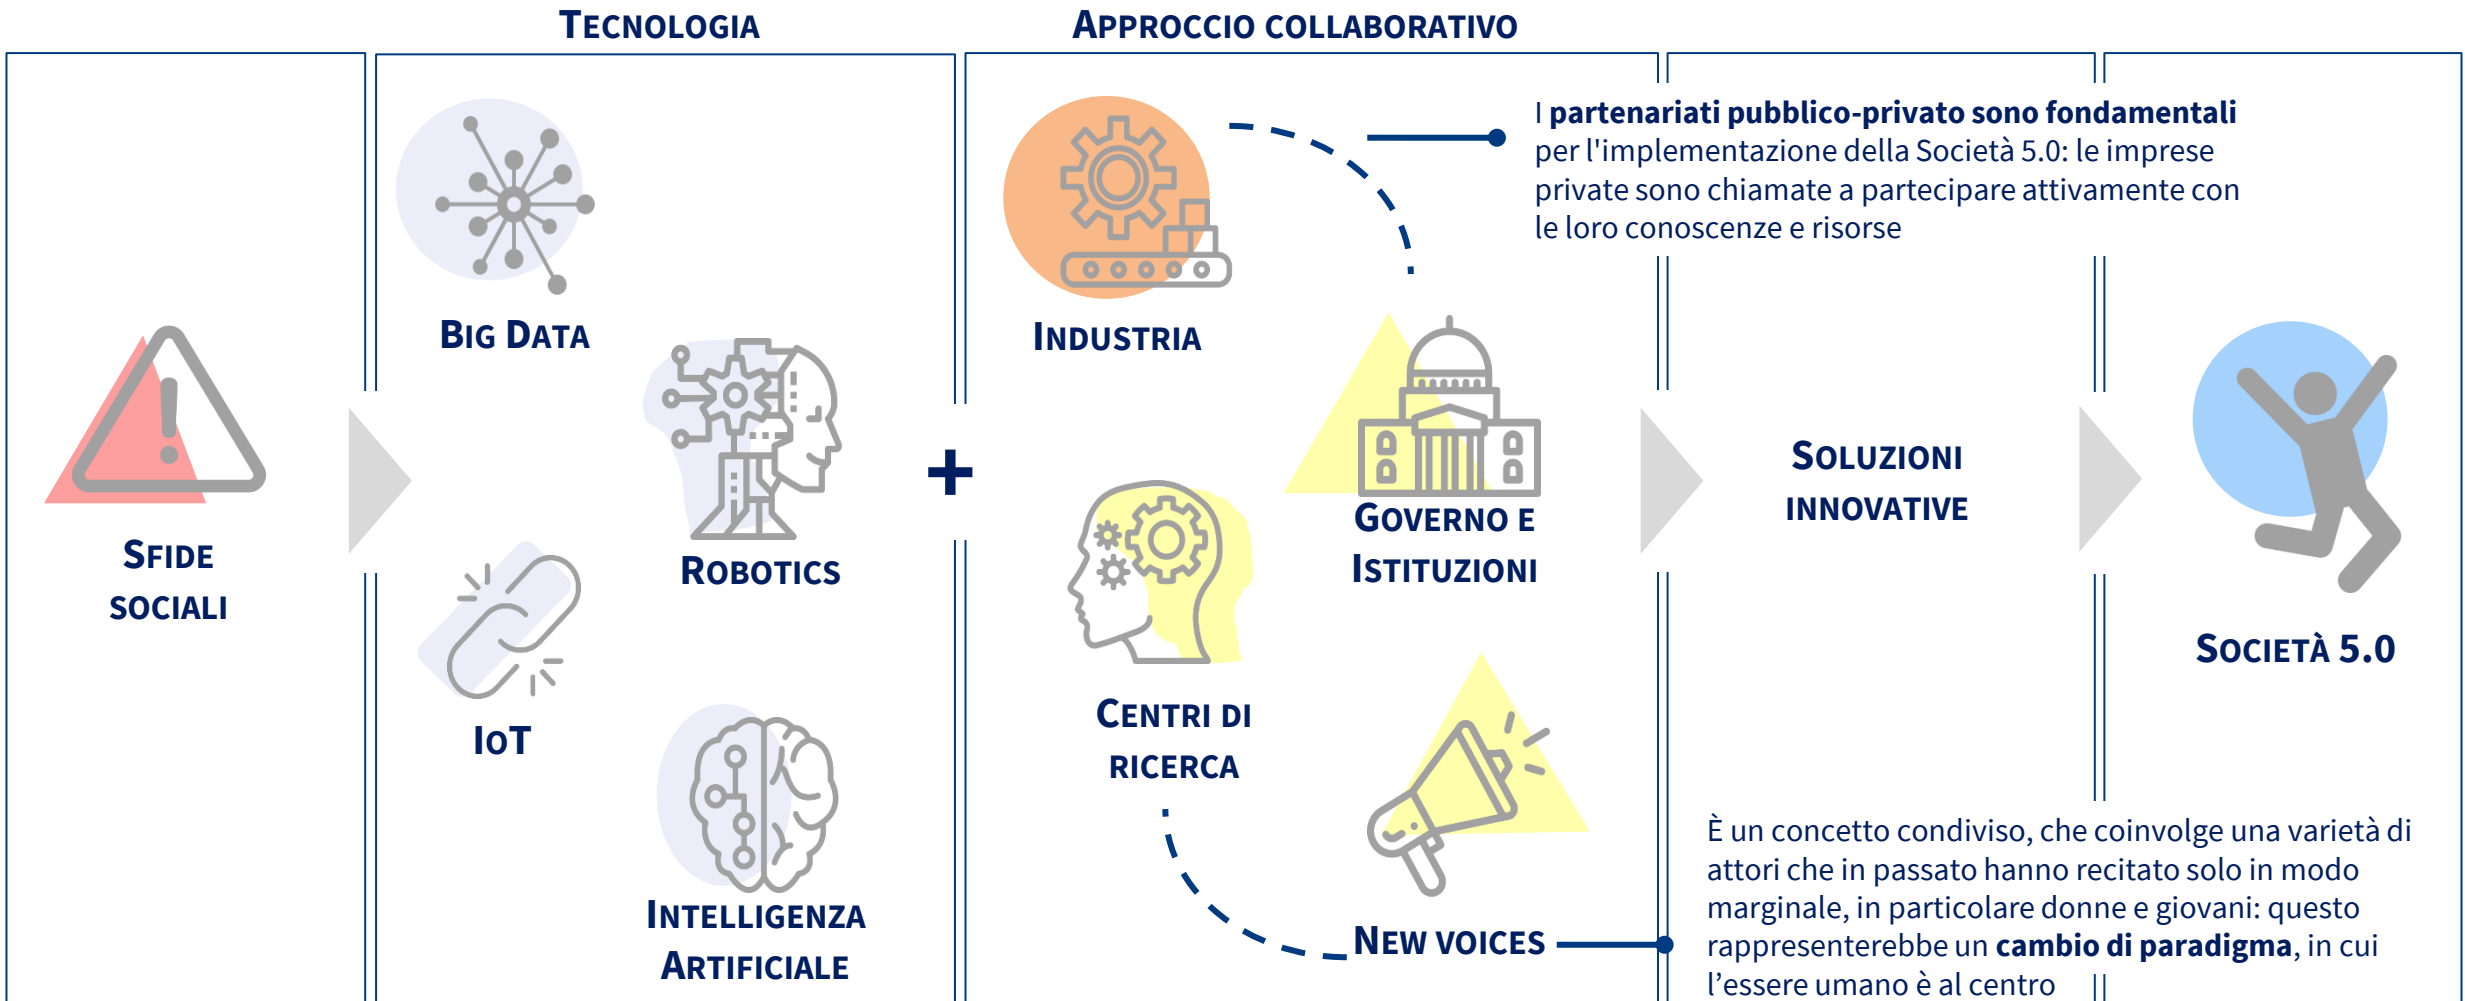 TECNOLOGIA
APPROCCIO COLLABORATIVO
SFIDE
SOCIALI
BIG DATA
ROBOTICS
IOT
INTELLIGENZA
ARTIFICIALE
+
INDUSTRIA
GOVERNO E
ISTITUZIONI
CENTRI DI
RICERCA
NEW VOICES
I partenariati pubblico-privato sono fondamentali
per l'implementazione della Società 5.0: le imprese
private sono chiamate a partecipare attivamente con
le loro conoscenze e risorse
SOLUZIONI
INNOVATIVE
SOCIETÀ 5.0
È un concetto condiviso, che coinvolge una varietà di
attori che in passato hanno recitato solo in modo
marginale, in particolare donne e giovani: questo
rappresenterebbe un cambio di paradigma, in cui
l’essere umano è al centro